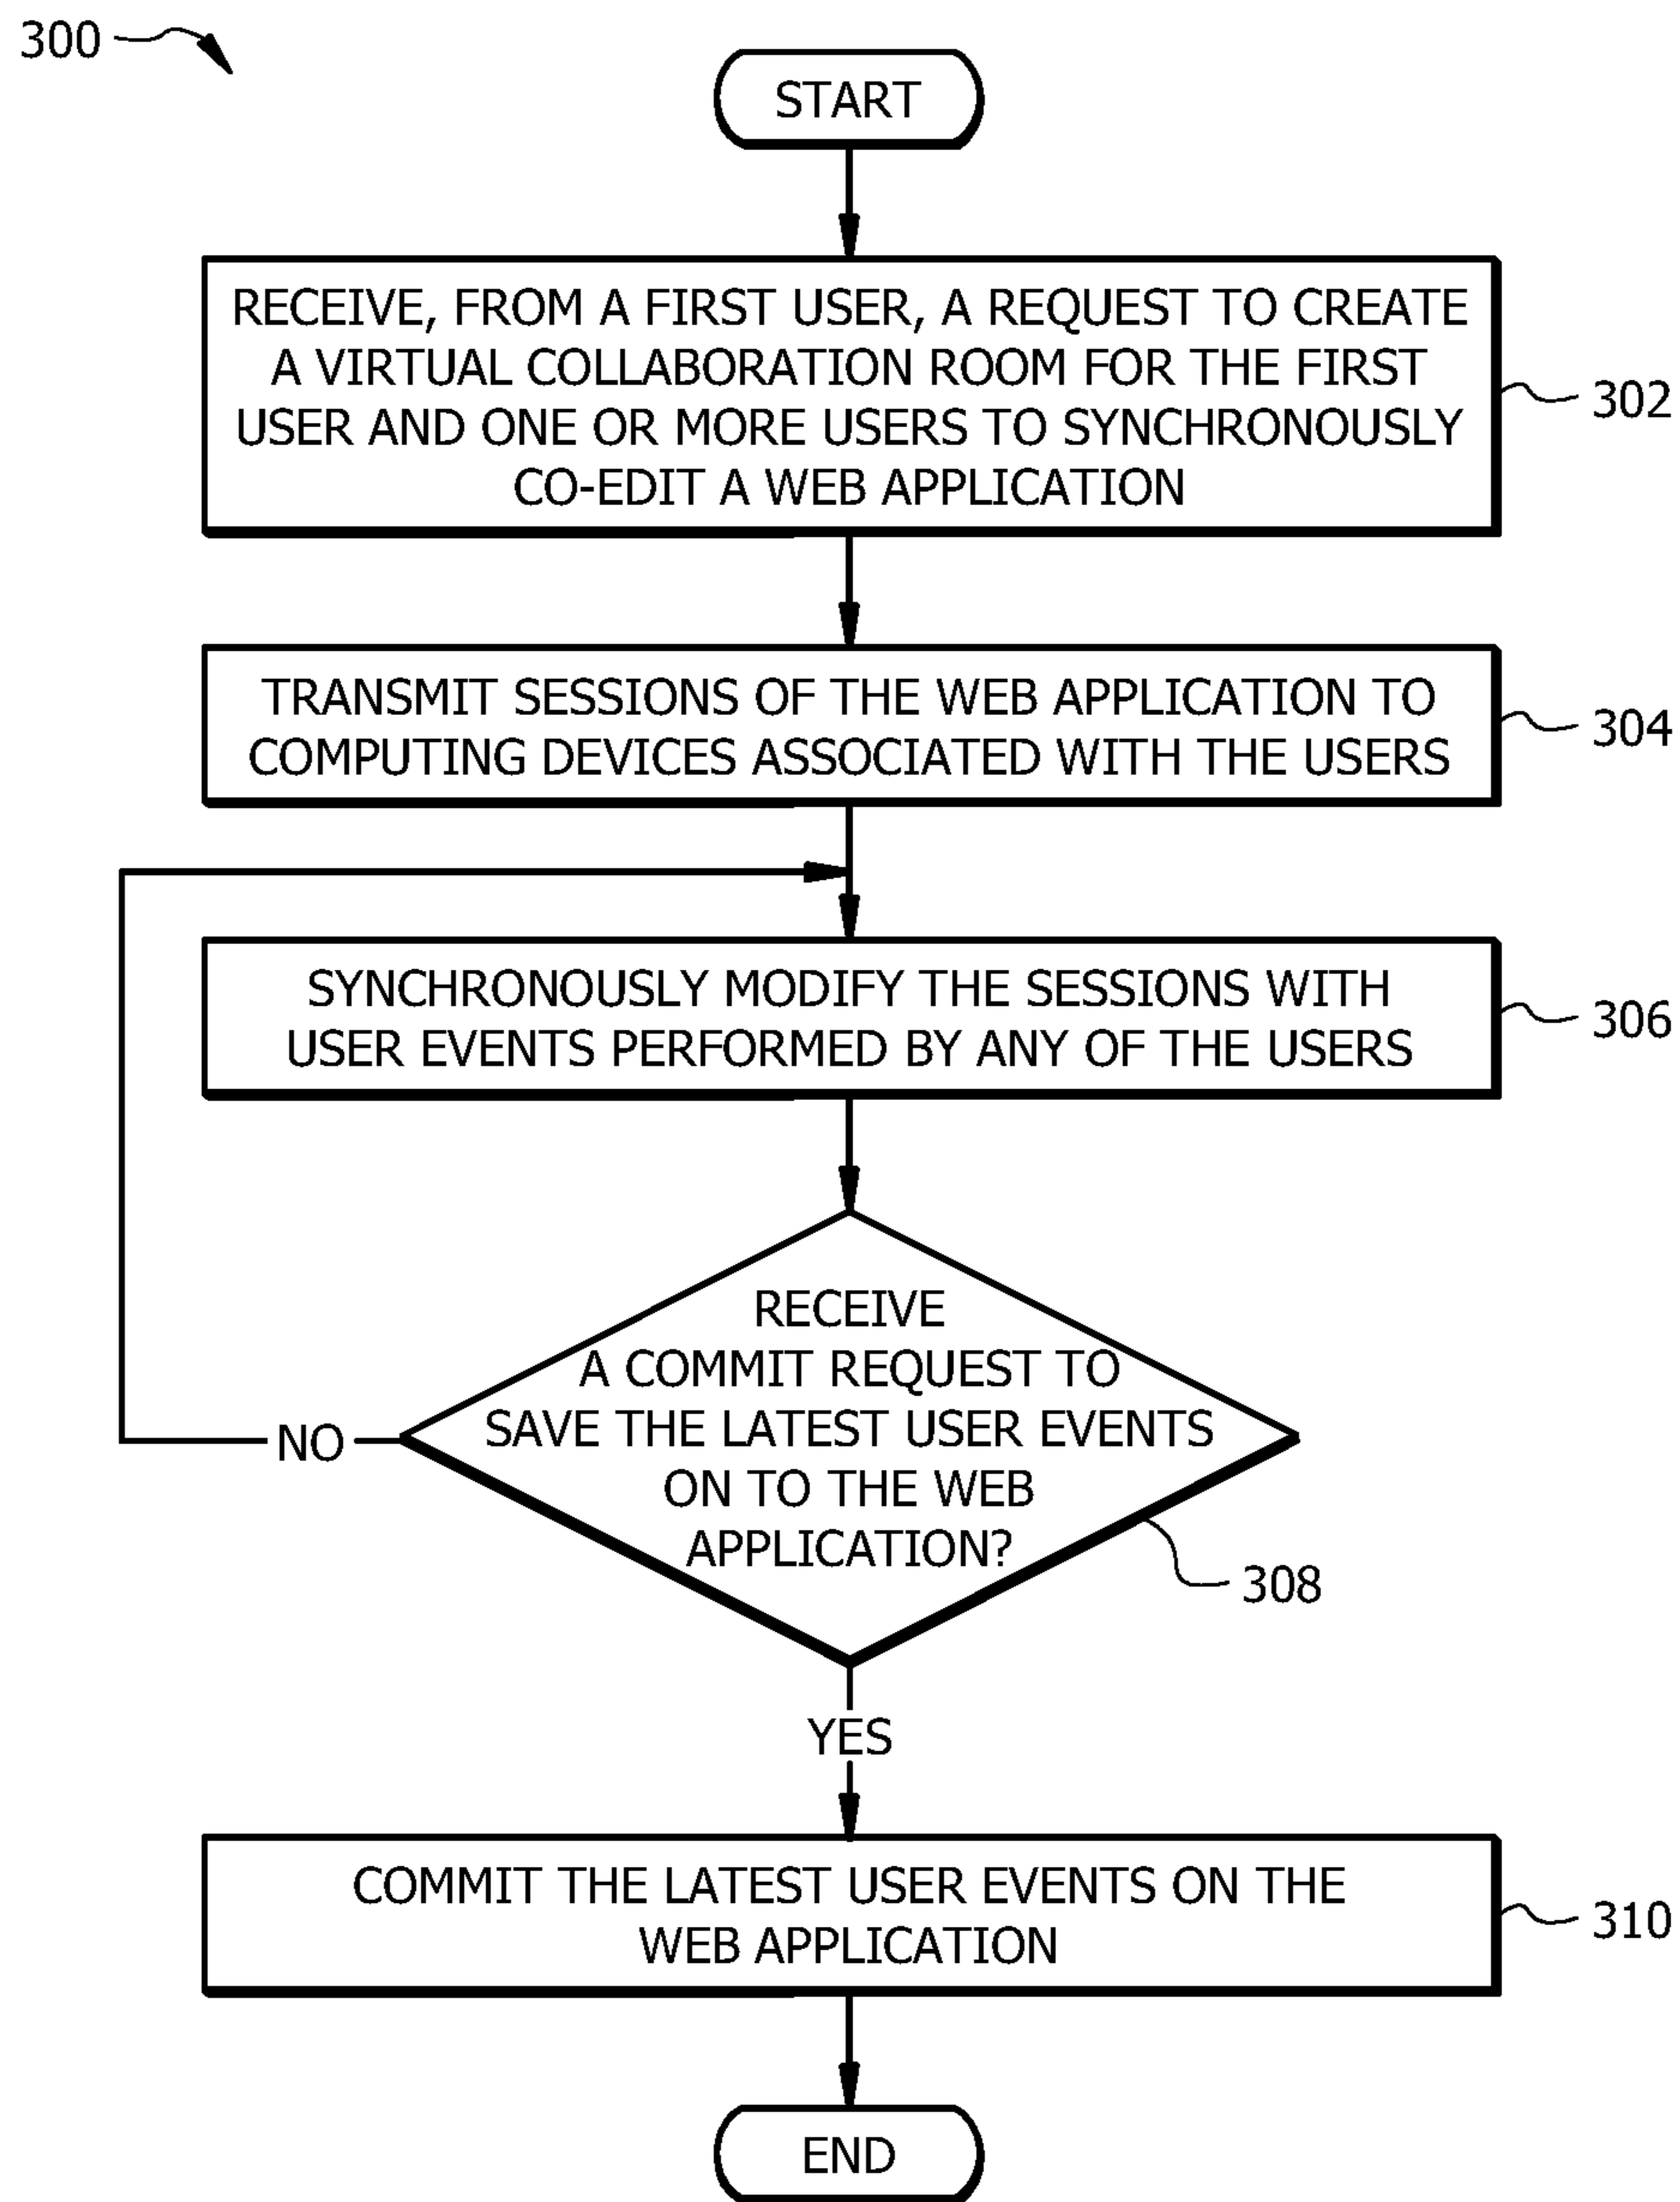 300
START
RECEIVE, FROM A FIRST USER, A REQUEST TO CREATE
A VIRTUAL COLLABORATION ROOM FOR THE FIRST
USER AND ONE OR MORE USERS TO SYNCHRONOUSLY
CO-EDIT A WEB APPLICATION
302
TRANSMIT SESSIONS OF THE WEB APPLICATION TO
COMPUTING DEVICES ASSOCIATED WITH THE USERS
304
SYNCHRONOUSLY MODIFY THE SESSIONS WITH
USER EVENTS PERFORMED BY ANY OF THE USERS
306
RECEIVE
A COMMIT REQUEST TO
SAVE THE LATEST USER EVENTS
ON TO THE WEB
APPLICATION?
NO
308
YES
COMMIT THE LATEST USER EVENTS ON THE
WEB APPLICATION
310
END